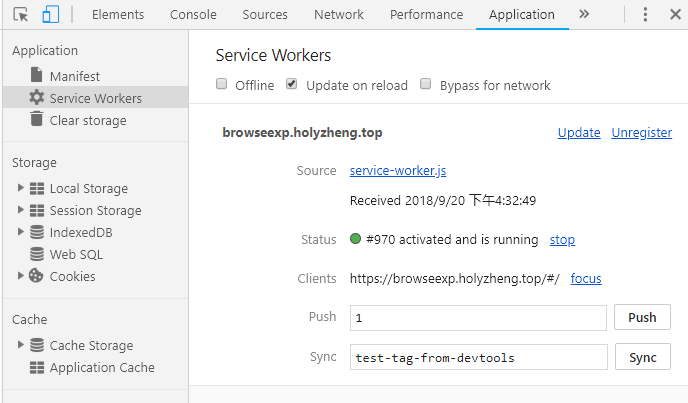 Elements Console Sources Network Performance Application
Application
Manifest
Service Workers
Clear storage
Storage
Local Storage
Session Storage
IndexedDB
Web SQL
Cookies
Cache
Cache Storage
Application Cache
Service Workers
Offline Update on reload Bypass for network
browseexp.holyzheng.top Update Unregister
Source service-worker.js
Received 2018/9/20 下午4:32:49
Status #970 activated and is running stop
Clients https://browseexp.holyzheng.top/#/ focus
Push 1 Push
Sync test-tag-from-devtools Sync